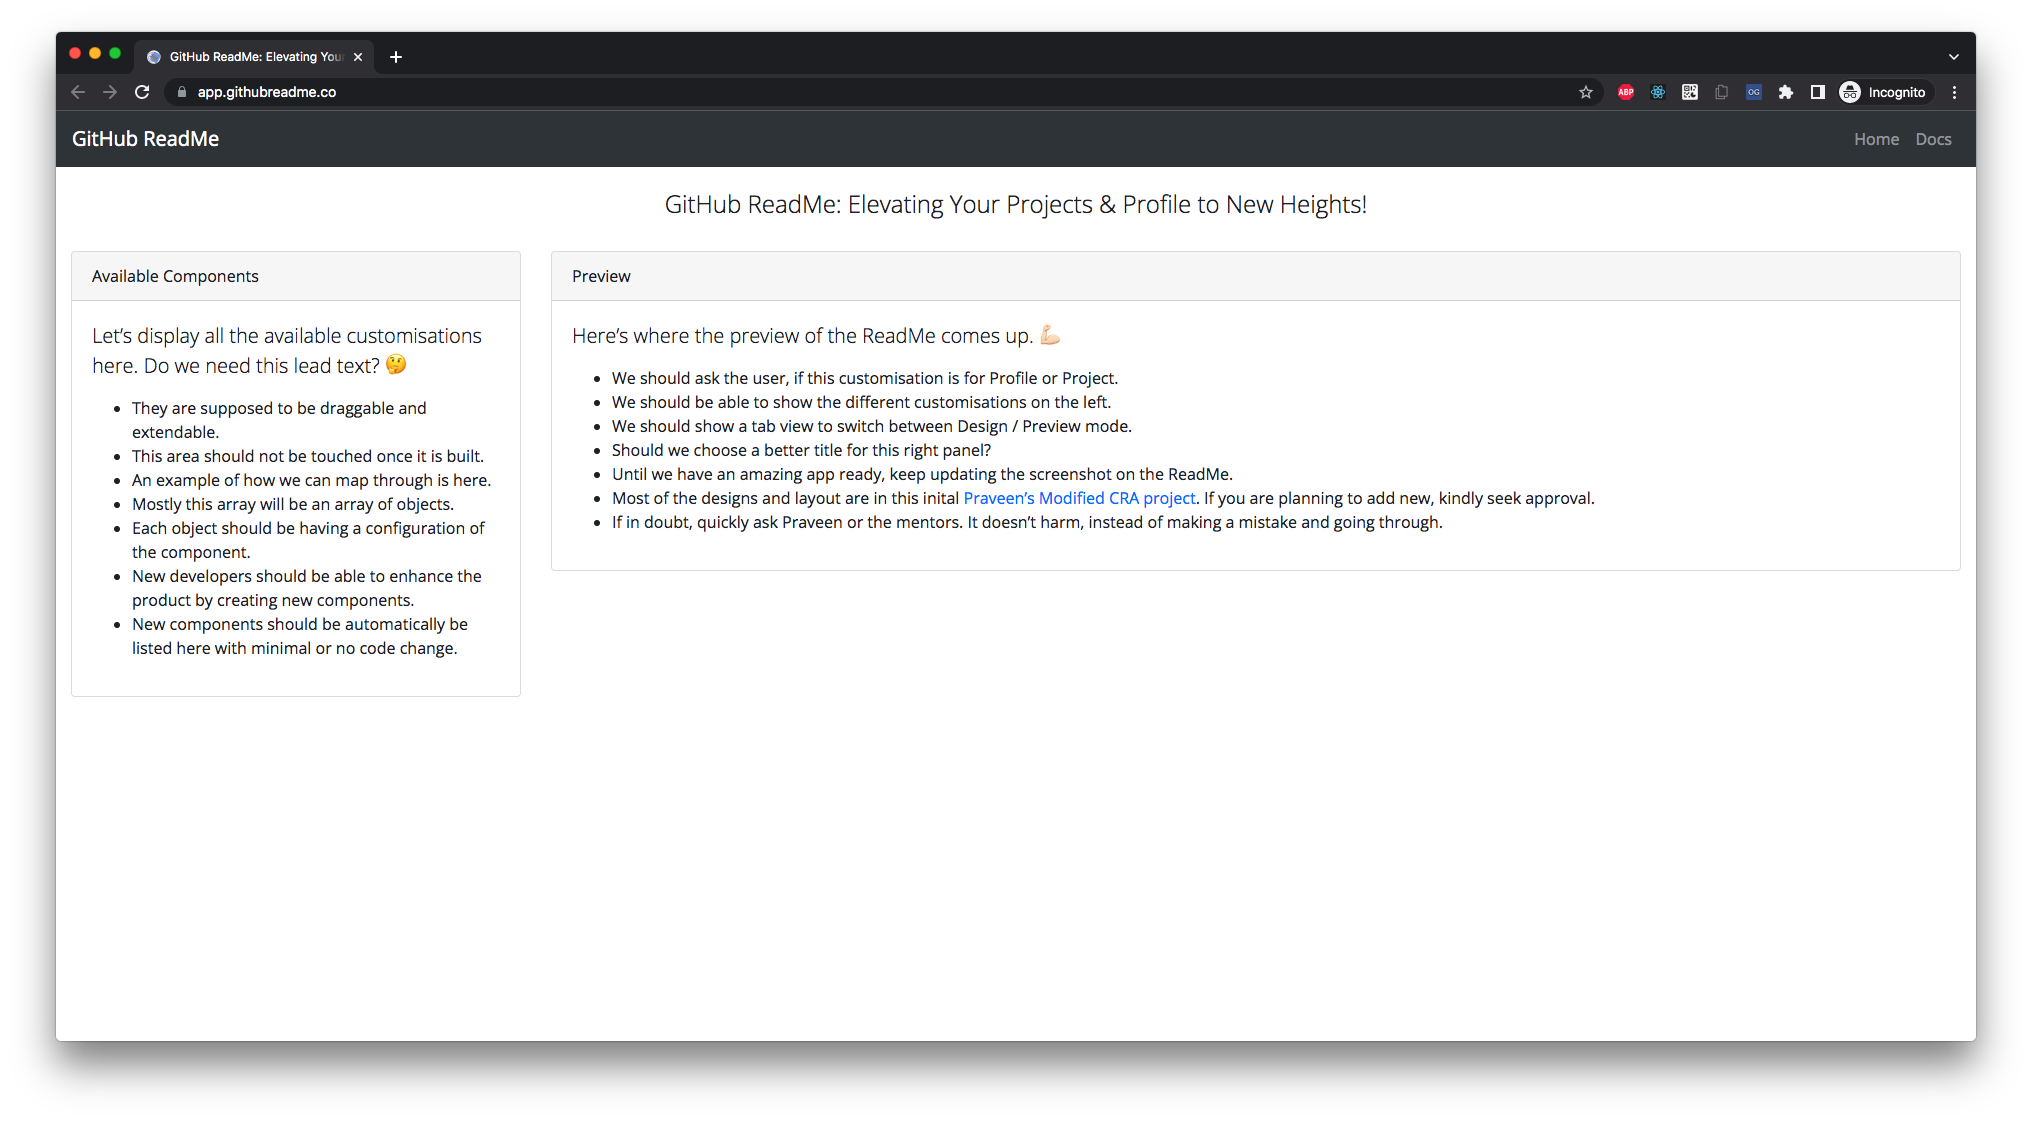 GitHub ReadMe: Elevating Your
app.githubreadme.co
ABP
OG
Incognito
GitHub ReadMe
Home Docs
GitHub ReadMe: Elevating Your Projects & Profile to New Heights!
Available Components
Let’s display all the available customisations
here. Do we need this lead text? 🤔
• They are supposed to be draggable and
extendable.
• This area should not be touched once it is built.
• An example of how we can map through is here.
• Mostly this array will be an array of objects.
• Each object should be having a configuration of
the component.
• New developers should be able to enhance the
product by creating new components.
• New components should be automatically be
listed here with minimal or no code change.
Preview
Here’s where the preview of the ReadMe comes up. 💪🏻
• We should ask the user, if this customisation is for Profile or Project.
• We should be able to show the different customisations on the left.
• We should show a tab view to switch between Design / Preview mode.
• Should we choose a better title for this right panel?
• Until we have an amazing app ready, keep updating the screenshot on the ReadMe.
• Most of the designs and layout are in this inital Praveen’s Modified CRA project. If you are planning to add new, kindly seek approval.
• If in doubt, quickly ask Praveen or the mentors. It doesn’t harm, instead of making a mistake and going through.